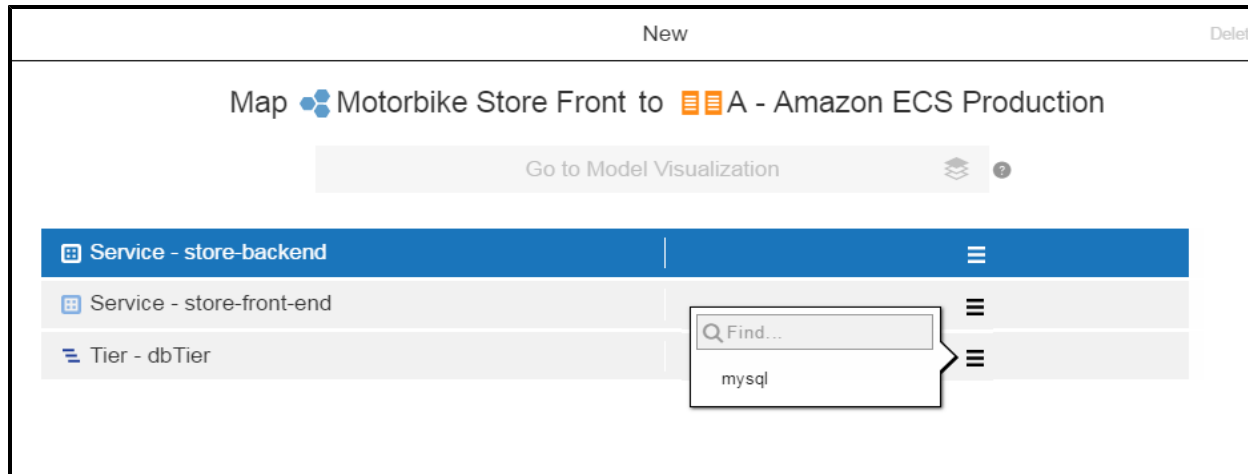 New
Delet
Map Motorbike Store Front to A - Amazon ECS Production
Go to Model Visualization
?
Service - store-backend
Service - store-front-end
Find...
Tier - dbTier
mysql